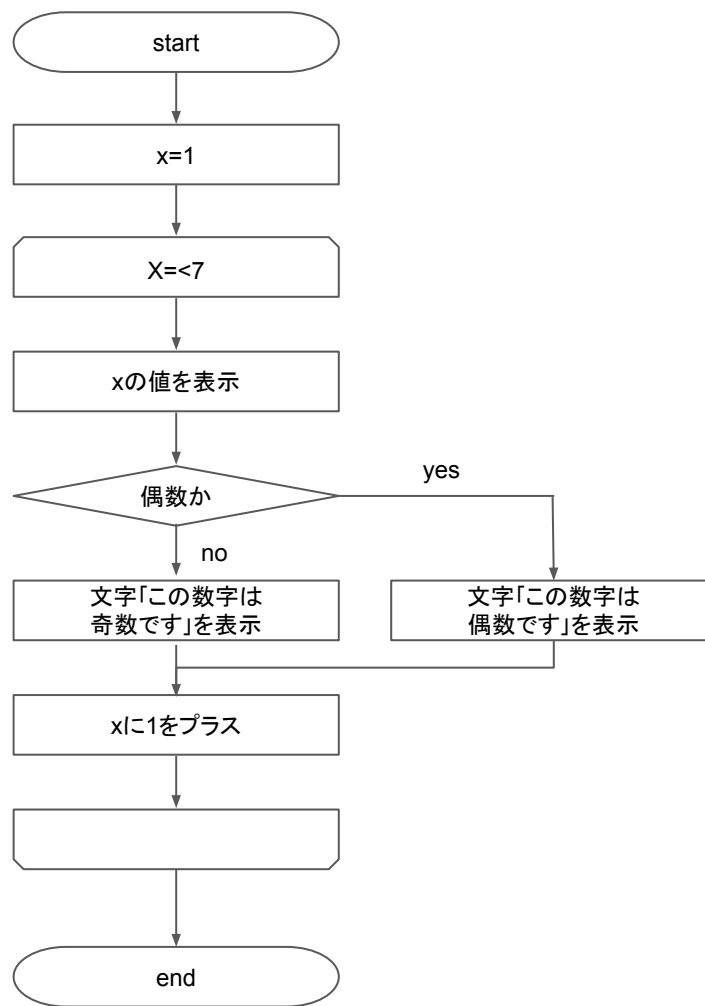 start
x=1
X=<7
xの値を表示
偶数か
yes
no
文字「この数字は
奇数です」を表示
文字「この数字は
偶数です」を表示
xに1をプラス
end